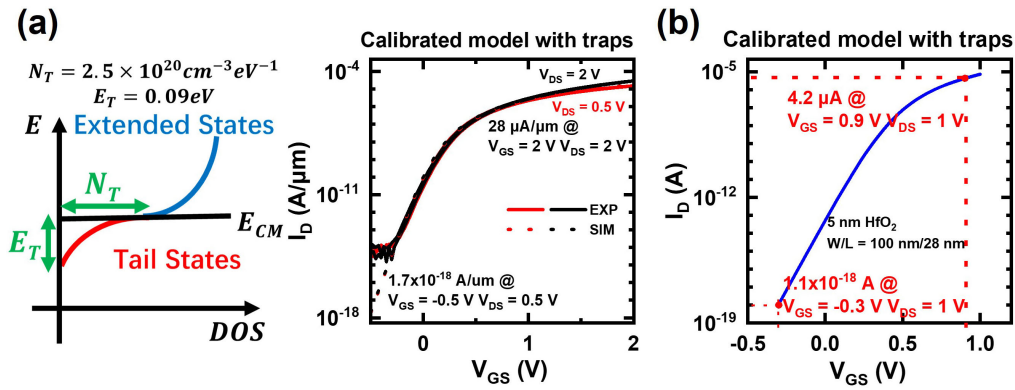 (a)
N_T = 2.5 × 10²⁰cm⁻³eV⁻¹
E_T = 0.09eV
E
Extended States
N_T
E_CM
E_T
Tail States
DOS
Calibrated model with traps
10⁻⁴
10⁻¹¹
10⁻¹⁸
I_D (A/μm)
V_DS = 2 V
V_DS = 0.5 V
28 μA/μm @
V_GS = 2 V V_DS = 2 V
EXP
SIM
1.7x10⁻¹⁸ A/um @
V_GS = -0.5 V V_DS = 0.5 V
0 1 2
V_GS (V)
(b)
Calibrated model with traps
10⁻⁵
10⁻¹²
10⁻¹⁹
I_D (A)
4.2 μA @
V_GS = 0.9 V V_DS = 1 V
5 nm HfO₂
W/L = 100 nm/28 nm
1.1x10⁻¹⁸ A @
V_GS = -0.3 V V_DS = 1 V
-0.5 0.0 0.5 1.0
V_GS (V)